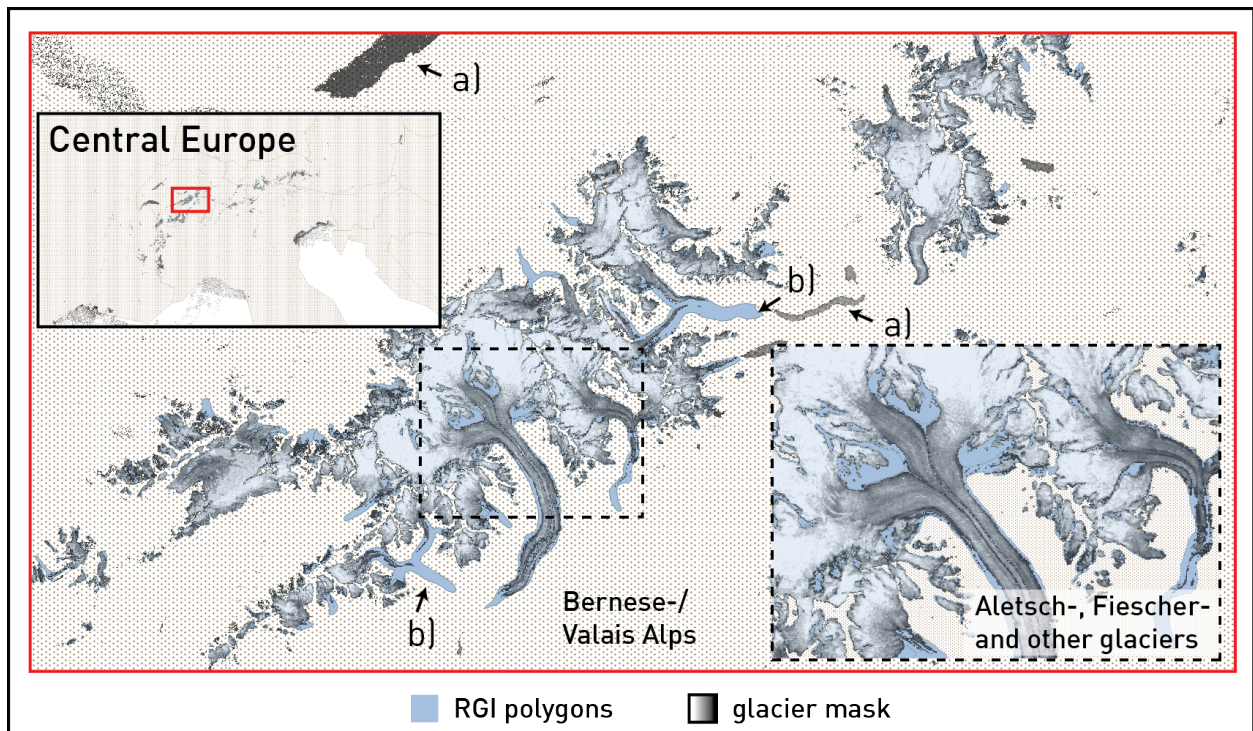 a)
Central Europe
b)
a)
Bernese-/
Valais Alps
b)
Aletsch-, Fiescher-
and other glaciers
RGI polygons
glacier mask